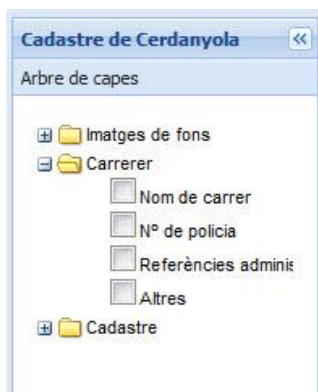 Cadastre de Cerdanyola
Arbre de capes
Imatges de fons
Carrerer
Nom de carrer
Nº de policia
Referències
Altres
Cadastre